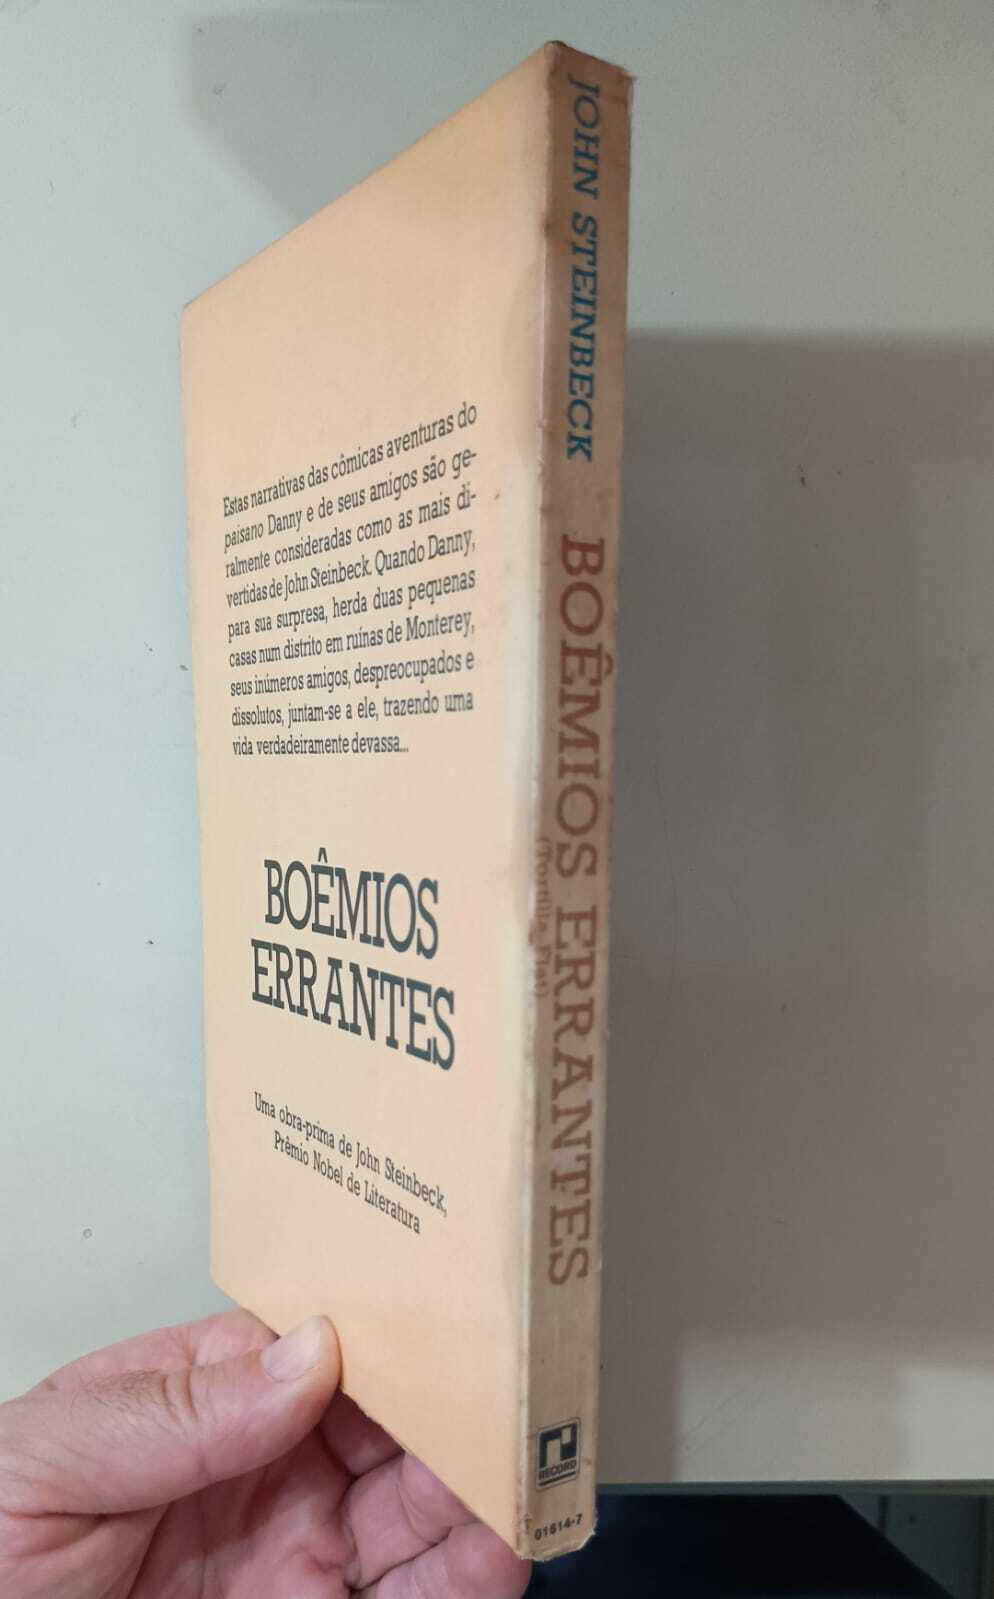 Estas narrativas das cômicas aventuras do
paisano Danny e de seus amigos são ge-
ralmente consideradas como as mais di-
vertidas de John Steinbeck. Quando Danny,
para sua surpresa, herda duas pequenas
casas num distrito em ruínas de Monterey,
seus inúmeros amigos, despreocupados e
dissolutos, juntam-se a ele, trazendo uma
vida verdadeiramente devassa...
BOÊMIOS
ERRANTES
Uma obra-prima de John Steinbeck,
Prêmio Nobel de Literatura
JOHN STEINBECK
BOÊMIOS ERRANTES
(Tortilla Flat)
RECORD
01614-7